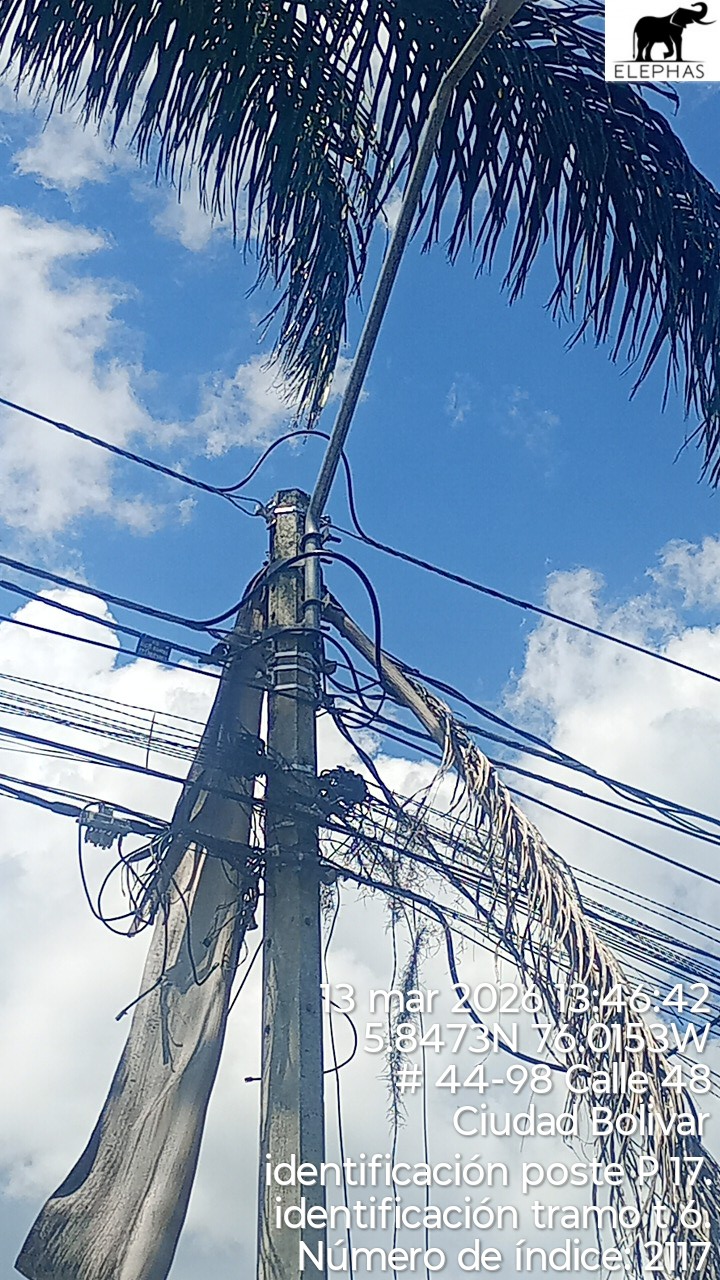 ELEPHAS
13 mar 2026 13:46:42
5.8473N 76.0153W
# 44-98 Calle 48
Ciudad Bolivar
identificación poste P 17.
identificación tramo t 6.
Número de índice: 2117